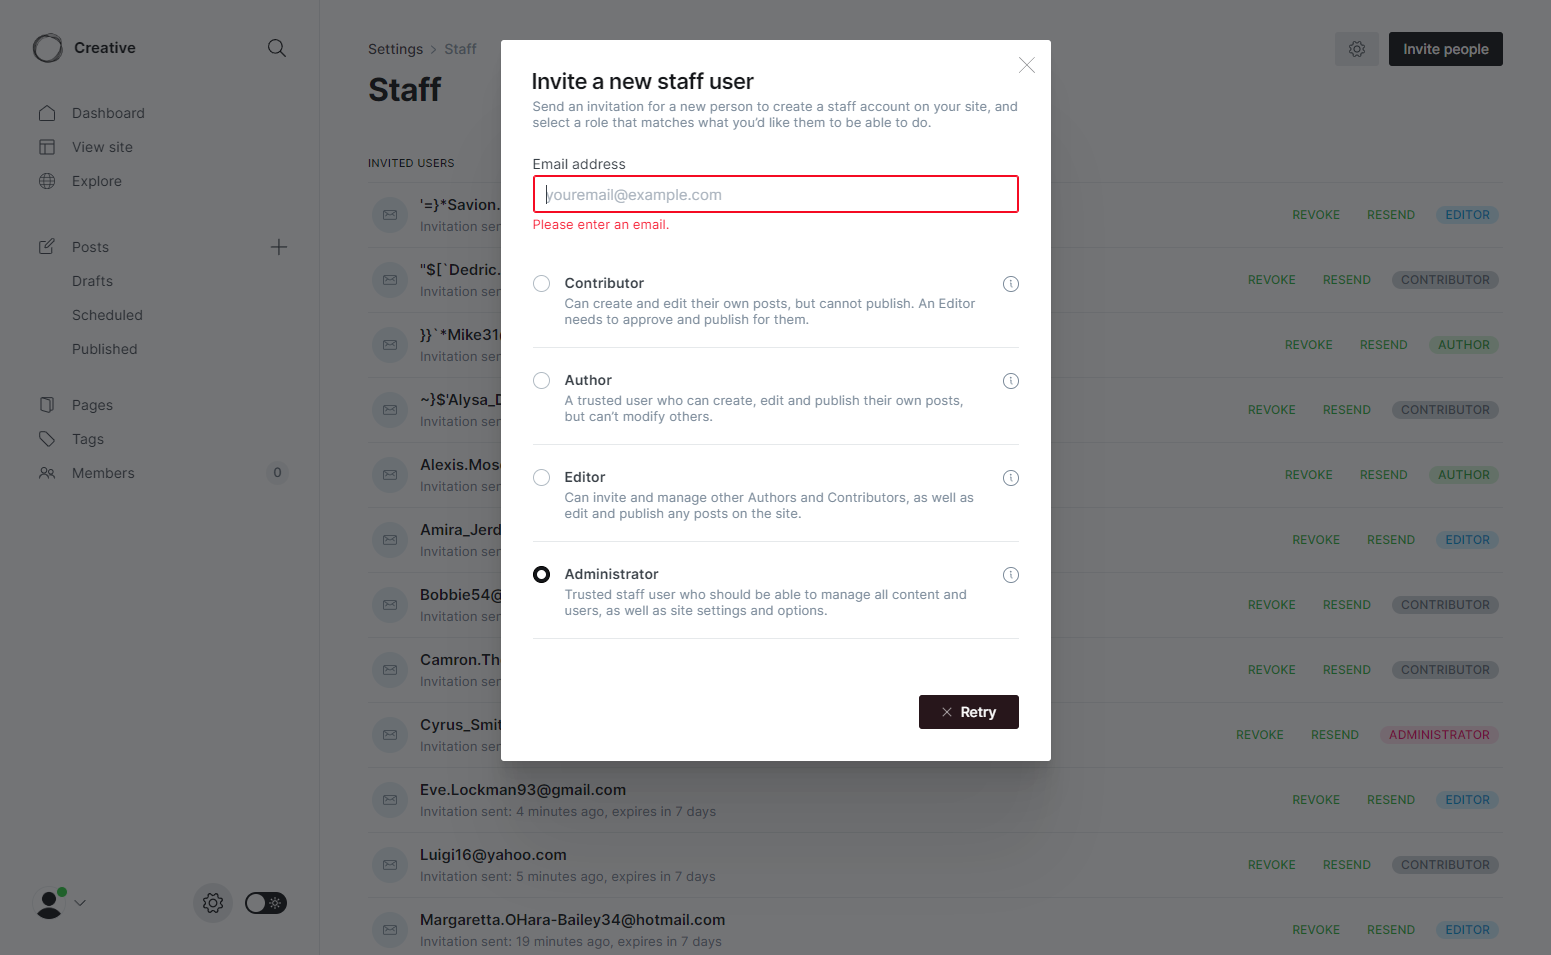 Creative
Dashboard
View site
Explore
Posts
Drafts
Scheduled
Published
Pages
Tags
Members 0
Settings > Staff
Staff
Invite people
INVITED USERS
'=}*Savion.
Invitation
REVOKE RESEND EDITOR
"$[`Dedric.
Invitation
REVOKE RESEND CONTRIBUTOR
}}`*Mike31
Invitation
REVOKE RESEND AUTHOR
~}$'Alysa_
Invitation
REVOKE RESEND CONTRIBUTOR
Alexis.Mos
Invitation
REVOKE RESEND AUTHOR
Amira_Jerd
Invitation
REVOKE RESEND EDITOR
Bobbie54@
Invitation
REVOKE RESEND CONTRIBUTOR
Camron.Th
Invitation
REVOKE RESEND CONTRIBUTOR
Cyrus_Smit
Invitation
REVOKE RESEND ADMINISTRATOR
Eve.Lockman93@gmail.com
Invitation sent: 4 minutes ago, expires in 7 days
REVOKE RESEND EDITOR
Luigi16@yahoo.com
Invitation sent: 5 minutes ago, expires in 7 days
REVOKE RESEND CONTRIBUTOR
Margaretta.OHara-Bailey34@hotmail.com
Invitation sent: 19 minutes ago, expires in 7 days
REVOKE RESEND EDITOR
Invite a new staff user
Send an invitation for a new person to create a staff account on your site, and
select a role that matches what you'd like them to be able to do.
Email address
youremail@example.com
Please enter an email.
Contributor
Can create and edit their own posts, but cannot publish. An Editor
needs to approve and publish for them.
Author
A trusted user who can create, edit and publish their own posts,
but can't modify others.
Editor
Can invite and manage other Authors and Contributors, as well as
edit and publish any posts on the site.
Administrator
Trusted staff user who should be able to manage all content and
users, as well as site settings and options.
Retry